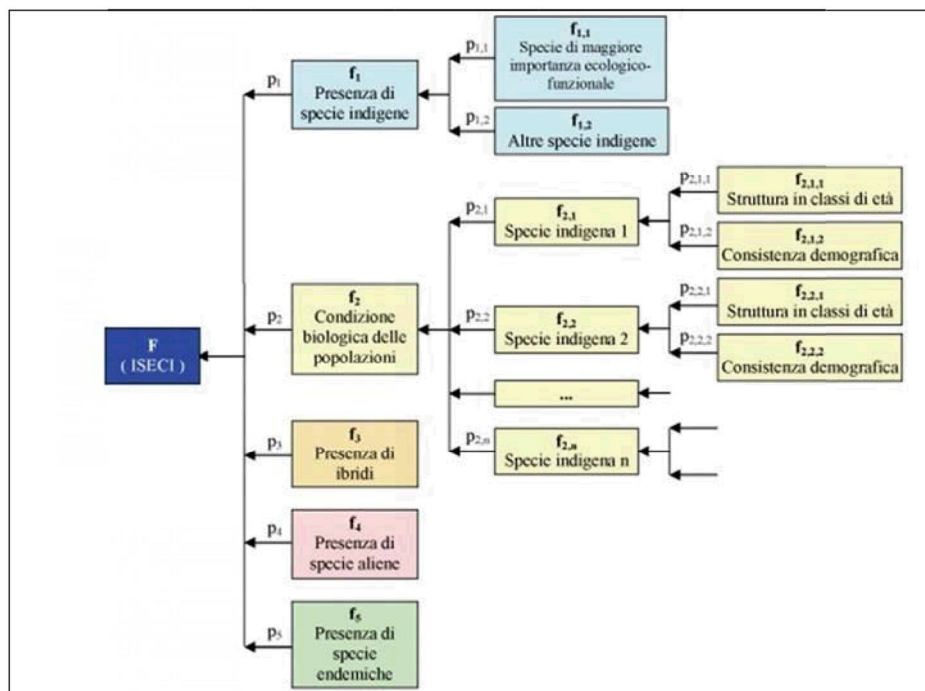 F
( ISECI )
p1
f1
Presenza di
specie indigene
p1,1
f1,1
Specie di maggiore
importanza ecologico-
funzionale
p1,2
f1,2
Altre specie indigene
p2
f2
Condizione
biologica delle
popolazioni
p2,1
f2,1
Specie indigena 1
p2,1,1
f2,1,1
Struttura in classi di età
p2,1,2
f2,1,2
Consistenza demografica
p2,2
f2,2
Specie indigena 2
p2,2,1
f2,2,1
Struttura in classi di età
p2,2,2
f2,2,2
Consistenza demografica
...
p2,n
f2,n
Specie indigena n
p3
f3
Presenza di
ibridi
p4
f4
Presenza di
specie aliene
p5
f5
Presenza di
specie
endemiche